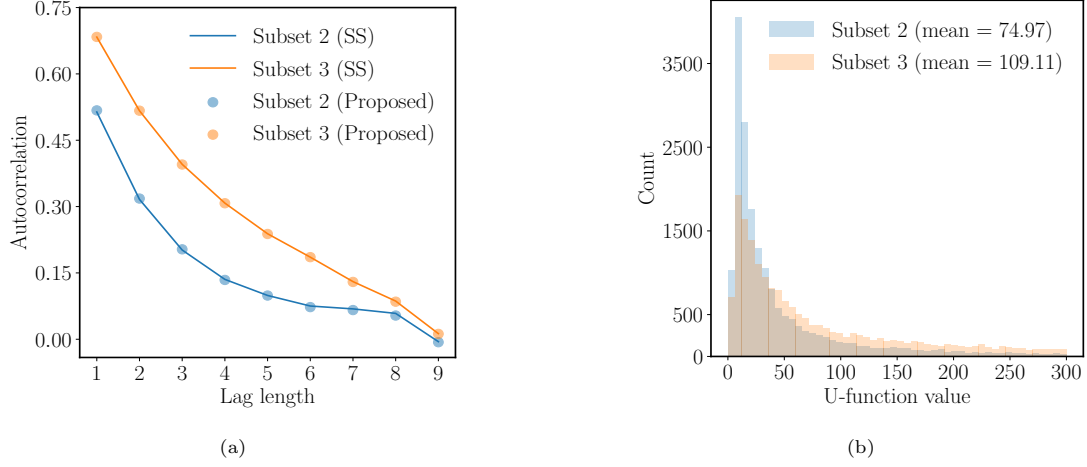 0.75
0.60
0.45
0.30
0.15
0.00
Autocorrelation
Subset 2 (SS)
Subset 3 (SS)
Subset 2 (Proposed)
Subset 3 (Proposed)
1 2 3 4 5 6 7 8 9
Lag length
(a)
3500
2500
1500
500
0
Count
Subset 2 (mean = 74.97)
Subset 3 (mean = 109.11)
0 50 100 150 200 250 300
U-function value
(b)